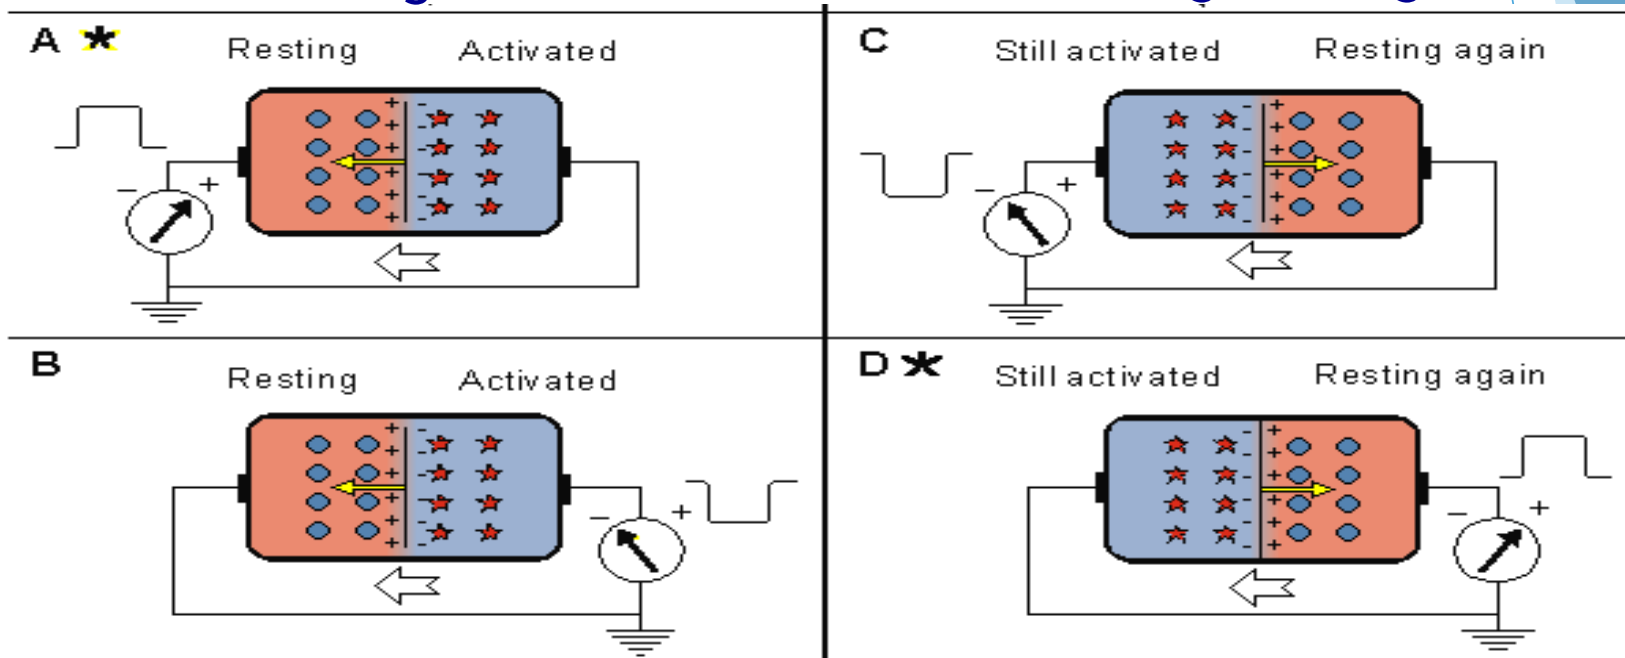 A *
Resting Activated
- +
B
Resting Activated
- +
C
Still activated Resting again
- +
D *
Still activated Resting again
- +